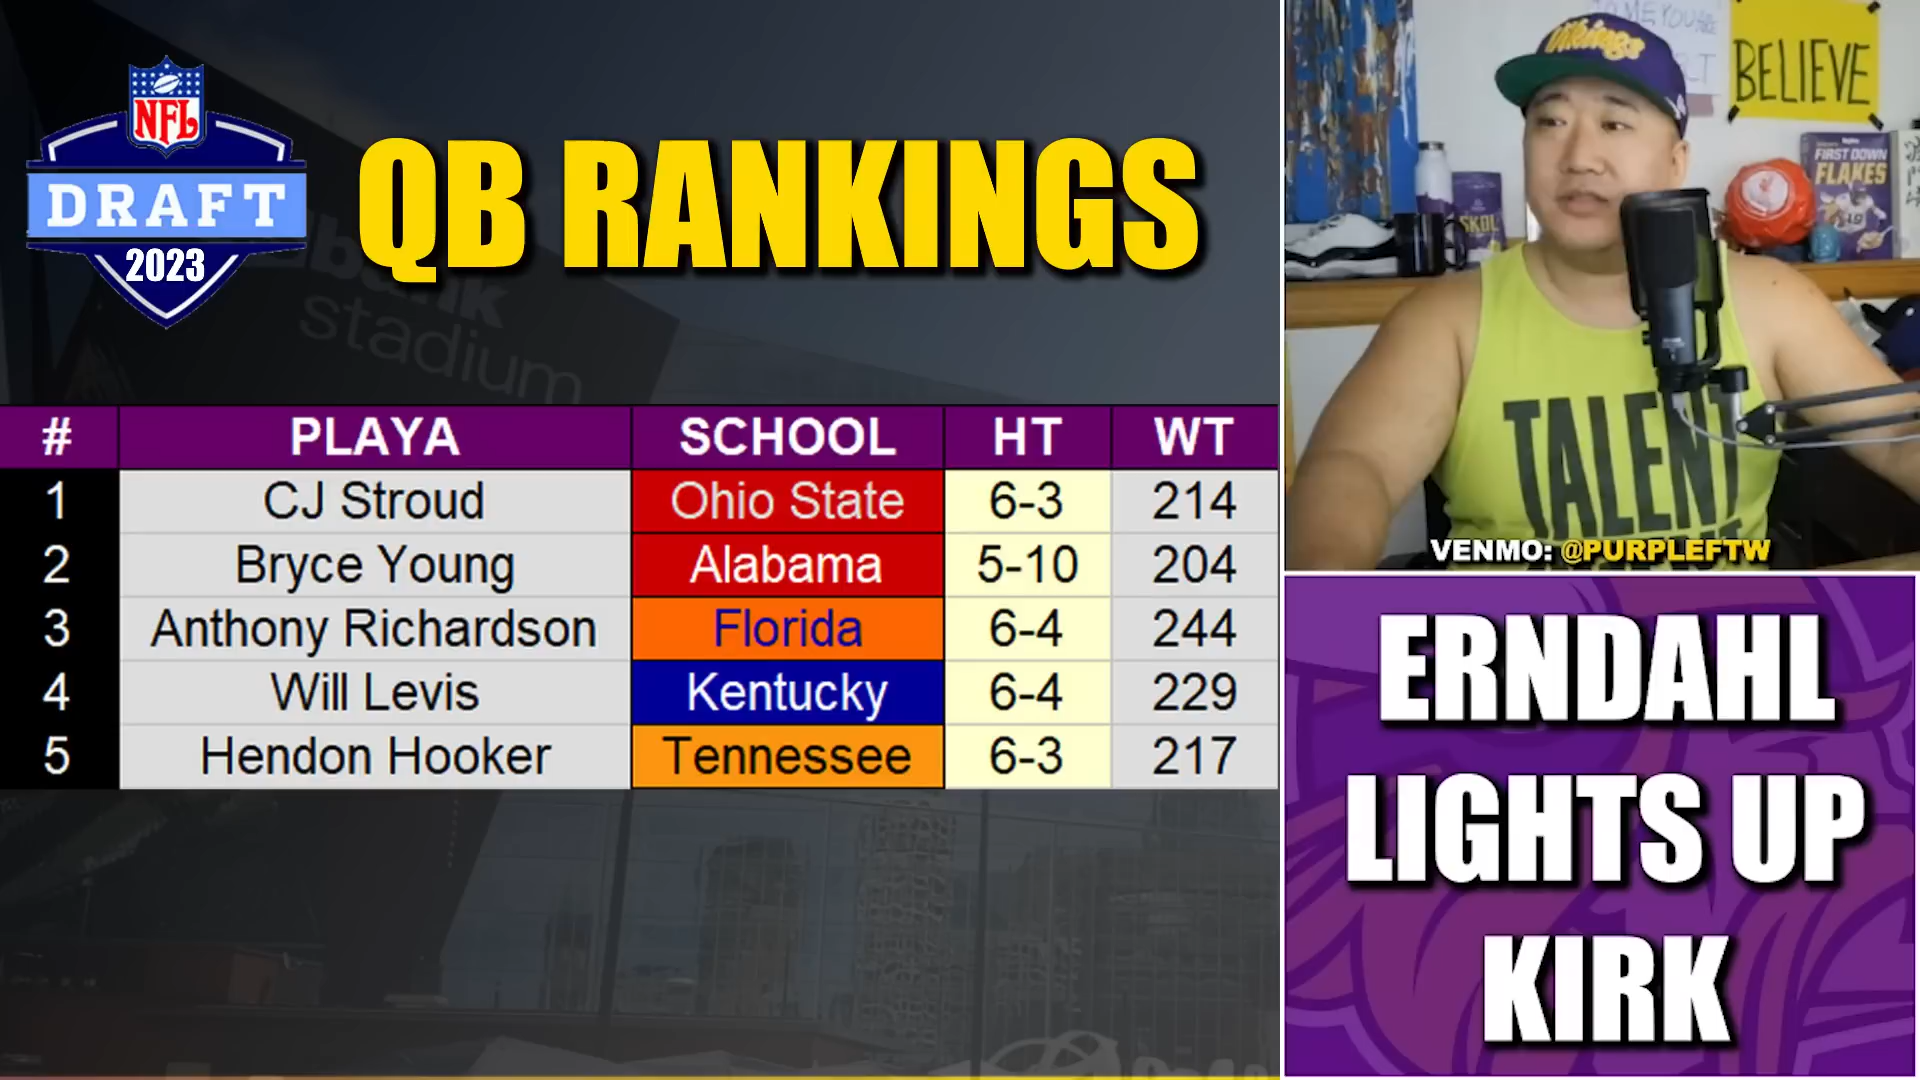 NFL
DRAFT
2023
QB RANKINGS
bank
stadium
# PLAYA SCHOOL HT WT
1 CJ Stroud Ohio State 6-3 214
2 Bryce Young Alabama 5-10 204
3 Anthony Richardson Florida 6-4 244
4 Will Levis Kentucky 6-4 229
5 Hendon Hooker Tennessee 6-3 217
Vikings
BELIEVE
FIRST DOWN
FLAKES
SKOL
TALENT
VENMO: @PURPLEFTW
ERNDAHL
LIGHTS UP
KIRK